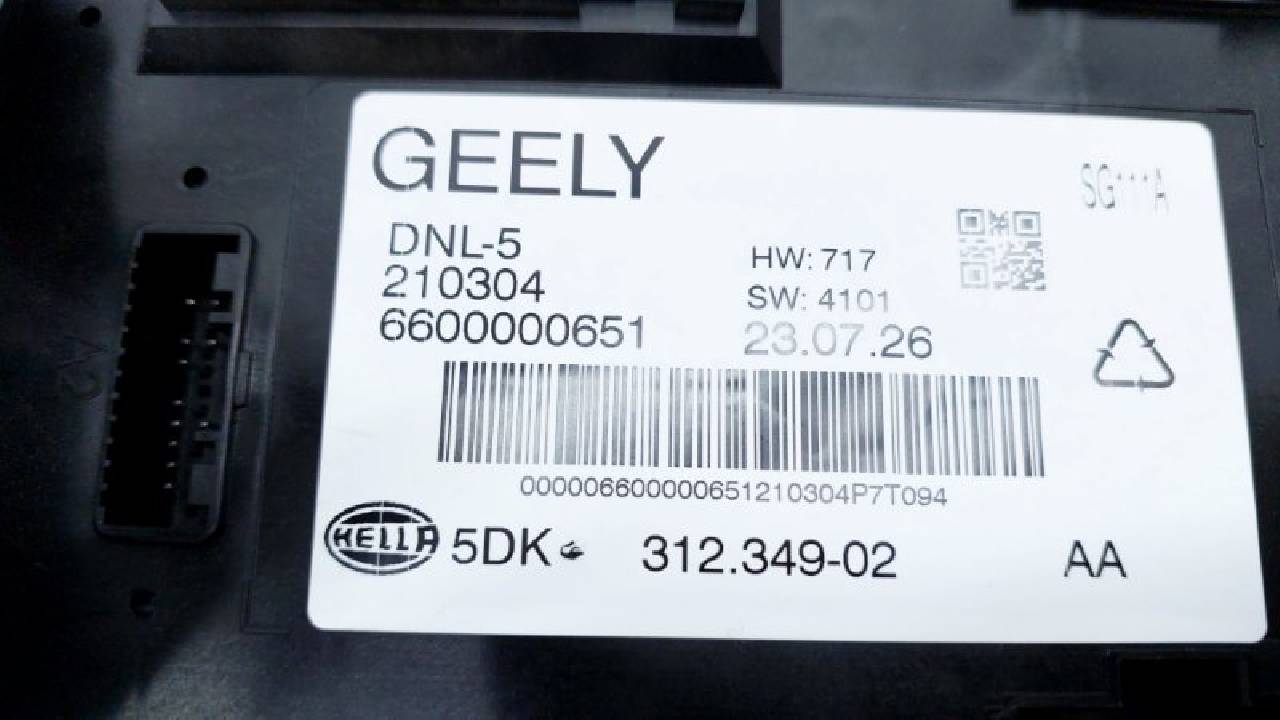 GEELY
DNL-5
210304
6600000651
HW: 717
SW: 4101
23.07.26
0000066000000651210304P7T094
HELLA 5DK 312.349-02 AA
A2